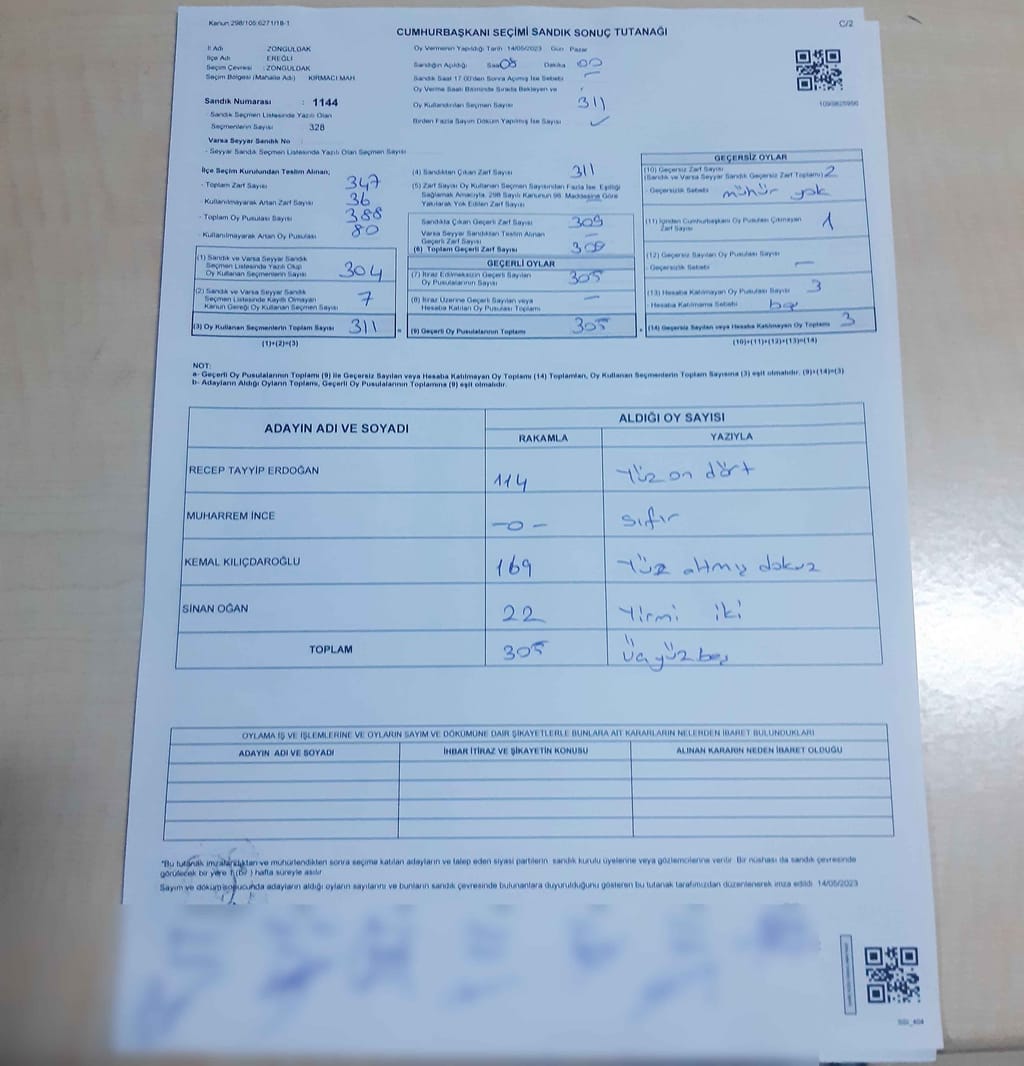 Kanun 298/105:6271/18-1
C/2
CUMHURBAŞKANI SEÇİMİ SANDIK SONUÇ TUTANAĞI
İl Adı ZONGULDAK
İlçe Adı EREĞLİ
Seçim Çevresi : ZONGULDAK
Seçim Bölgesi (Mahalle Adı) KIRMACI MAH.
Oy Vermenin Yapıldığı Tarih 14/05/2023 Gün Pazar
Sandığın Açıldığı Saat 08 Dakika 00
Sandık Saat 17:00'den Sonra Açılmış İse Sebebi —
Oy Verme Saati Bitiminde Sırada Bekleyen ve
Oy Kullandırılan Seçmen Sayısı 311
Birden Fazla Sayım Döküm Yapılmış İse Sayısı
Sandık Numarası : 1144
Sandık Seçmen Listesinde Yazılı Olan
Seçmenlerin Sayısı 328
Varsa Seyyar Sandık No :
- Seyyar Sandık Seçmen Listesinde Yazılı Olan Seçmen Sayısı
İlçe Seçim Kurulundan Teslim Alınan;
- Toplam Zarf Sayısı 347
- Kullanılmayarak Artan Zarf Sayısı 36
- Toplam Oy Pusulası Sayısı 388
- Kullanılmayarak Artan Oy Pusulası 80
(1) Sandık ve Varsa Seyyar Sandık
Seçmen Listesinde Yazılı Olup
Oy Kullanan Seçmenlerin Sayısı 304
(2) Sandık ve Varsa Seyyar Sandık
Seçmen Listesinde Kayıtlı Olmayan
Kanun Gereği Oy Kullanan Seçmen Sayısı 7
(3) Oy Kullanan Seçmenlerin Toplam Sayısı 311
(1)+(2)=(3)
(4) Sandıktan Çıkan Zarf Sayısı 311
(5) Zarf Sayısı Oy Kullanan Seçmen Sayısından Fazla İse, Eşitliği
Sağlamak Amacıyla, 298 Sayılı Kanunun 98. Maddesine Göre
Yakılarak Yok Edilen Zarf Sayısı
Sandıkta Çıkan Geçerli Zarf Sayısı 309
Varsa Seyyar Sandıktan Teslim Alınan
Geçerli Zarf Sayısı —
(6) Toplam Geçerli Zarf Sayısı 309
GEÇERLİ OYLAR
(7) İtiraz Edilmeksizin Geçerli Sayılan
Oy Pusulalarının Sayısı 305
(8) İtiraz Üzerine Geçerli Sayılan veya
Hesaba Katılan Oy Pusulaları Toplamı —
(9) Geçerli Oy Pusulalarının Toplamı 305
GEÇERSİZ OYLAR
(10) Geçersiz Zarf Sayısı
(Sandık ve Varsa Seyyar Sandık Geçersiz Zarf Toplamı) 2
- Geçersizlik Sebebi mühür yok
(11) İçinden Cumhurbaşkanı Oy Pusulası Çıkmayan
Zarf Sayısı 1
(12) Geçersiz Sayılan Oy Pusulası Sayısı
Geçersizlik Sebebi —
(13) Hesaba Katılmayan Oy Pusulası Sayısı 3
Hesaba Katılmama Sebebi boş
(14) Geçersiz Sayılan veya Hesaba Katılmayan Oy Toplamı 3
(10)+(11)+(12)+(13)=(14)
NOT:
a- Geçerli Oy Pusulalarının Toplamı (9) ile Geçersiz Sayılan veya Hesaba Katılmayan Oy Toplamı (14) Toplamları, Oy Kullanan Seçmenlerin Toplam Sayısına (3) eşit olmalıdır. (9)+(14)=(3)
b- Adayların Aldığı Oyların Toplamı, Geçerli Oy Pusulalarının Toplamına (9) eşit olmalıdır.
ADAYIN ADI VE SOYADI ALDIĞI OY SAYISI
RAKAMLA YAZIYLA
RECEP TAYYİP ERDOĞAN 114 Yüz on dört
MUHARREM İNCE —0— sıfır
KEMAL KILIÇDAROĞLU 169 Yüz altmış dokuz
SİNAN OĞAN 22 Yirmi iki
TOPLAM 305 Üçyüzbeş
OYLAMA İŞ VE İŞLEMLERİNE VE OYLARIN SAYIM VE DÖKÜMÜNE DAİR ŞİKAYETLERLE BUNLARA AİT KARARLARIN NELERDEN İBARET BULUNDUKLARI
ADAYIN ADI VE SOYADI İHBAR İTİRAZ VE ŞİKAYETİN KONUSU ALINAN KARARIN NEDEN İBARET OLDUĞU
"Bu tutanak imzalandıktan ve mühürlendikten sonra seçime katılan adayların ve talep eden siyasi partilerin sandık kurulu üyelerine veya gözlemcilerine verilir. Bir nüshası da sandık çevresinde
görülecek bir yere 1 (bir) hafta süreyle asılır.
Sayım ve döküm sonucunda adayların aldığı oyların sayılarını ve bunların sandık çevresinde bulunanlara duyurulduğunu gösteren bu tutanak tarafımızdan düzenlenerek imza edildi. 14/05/2023